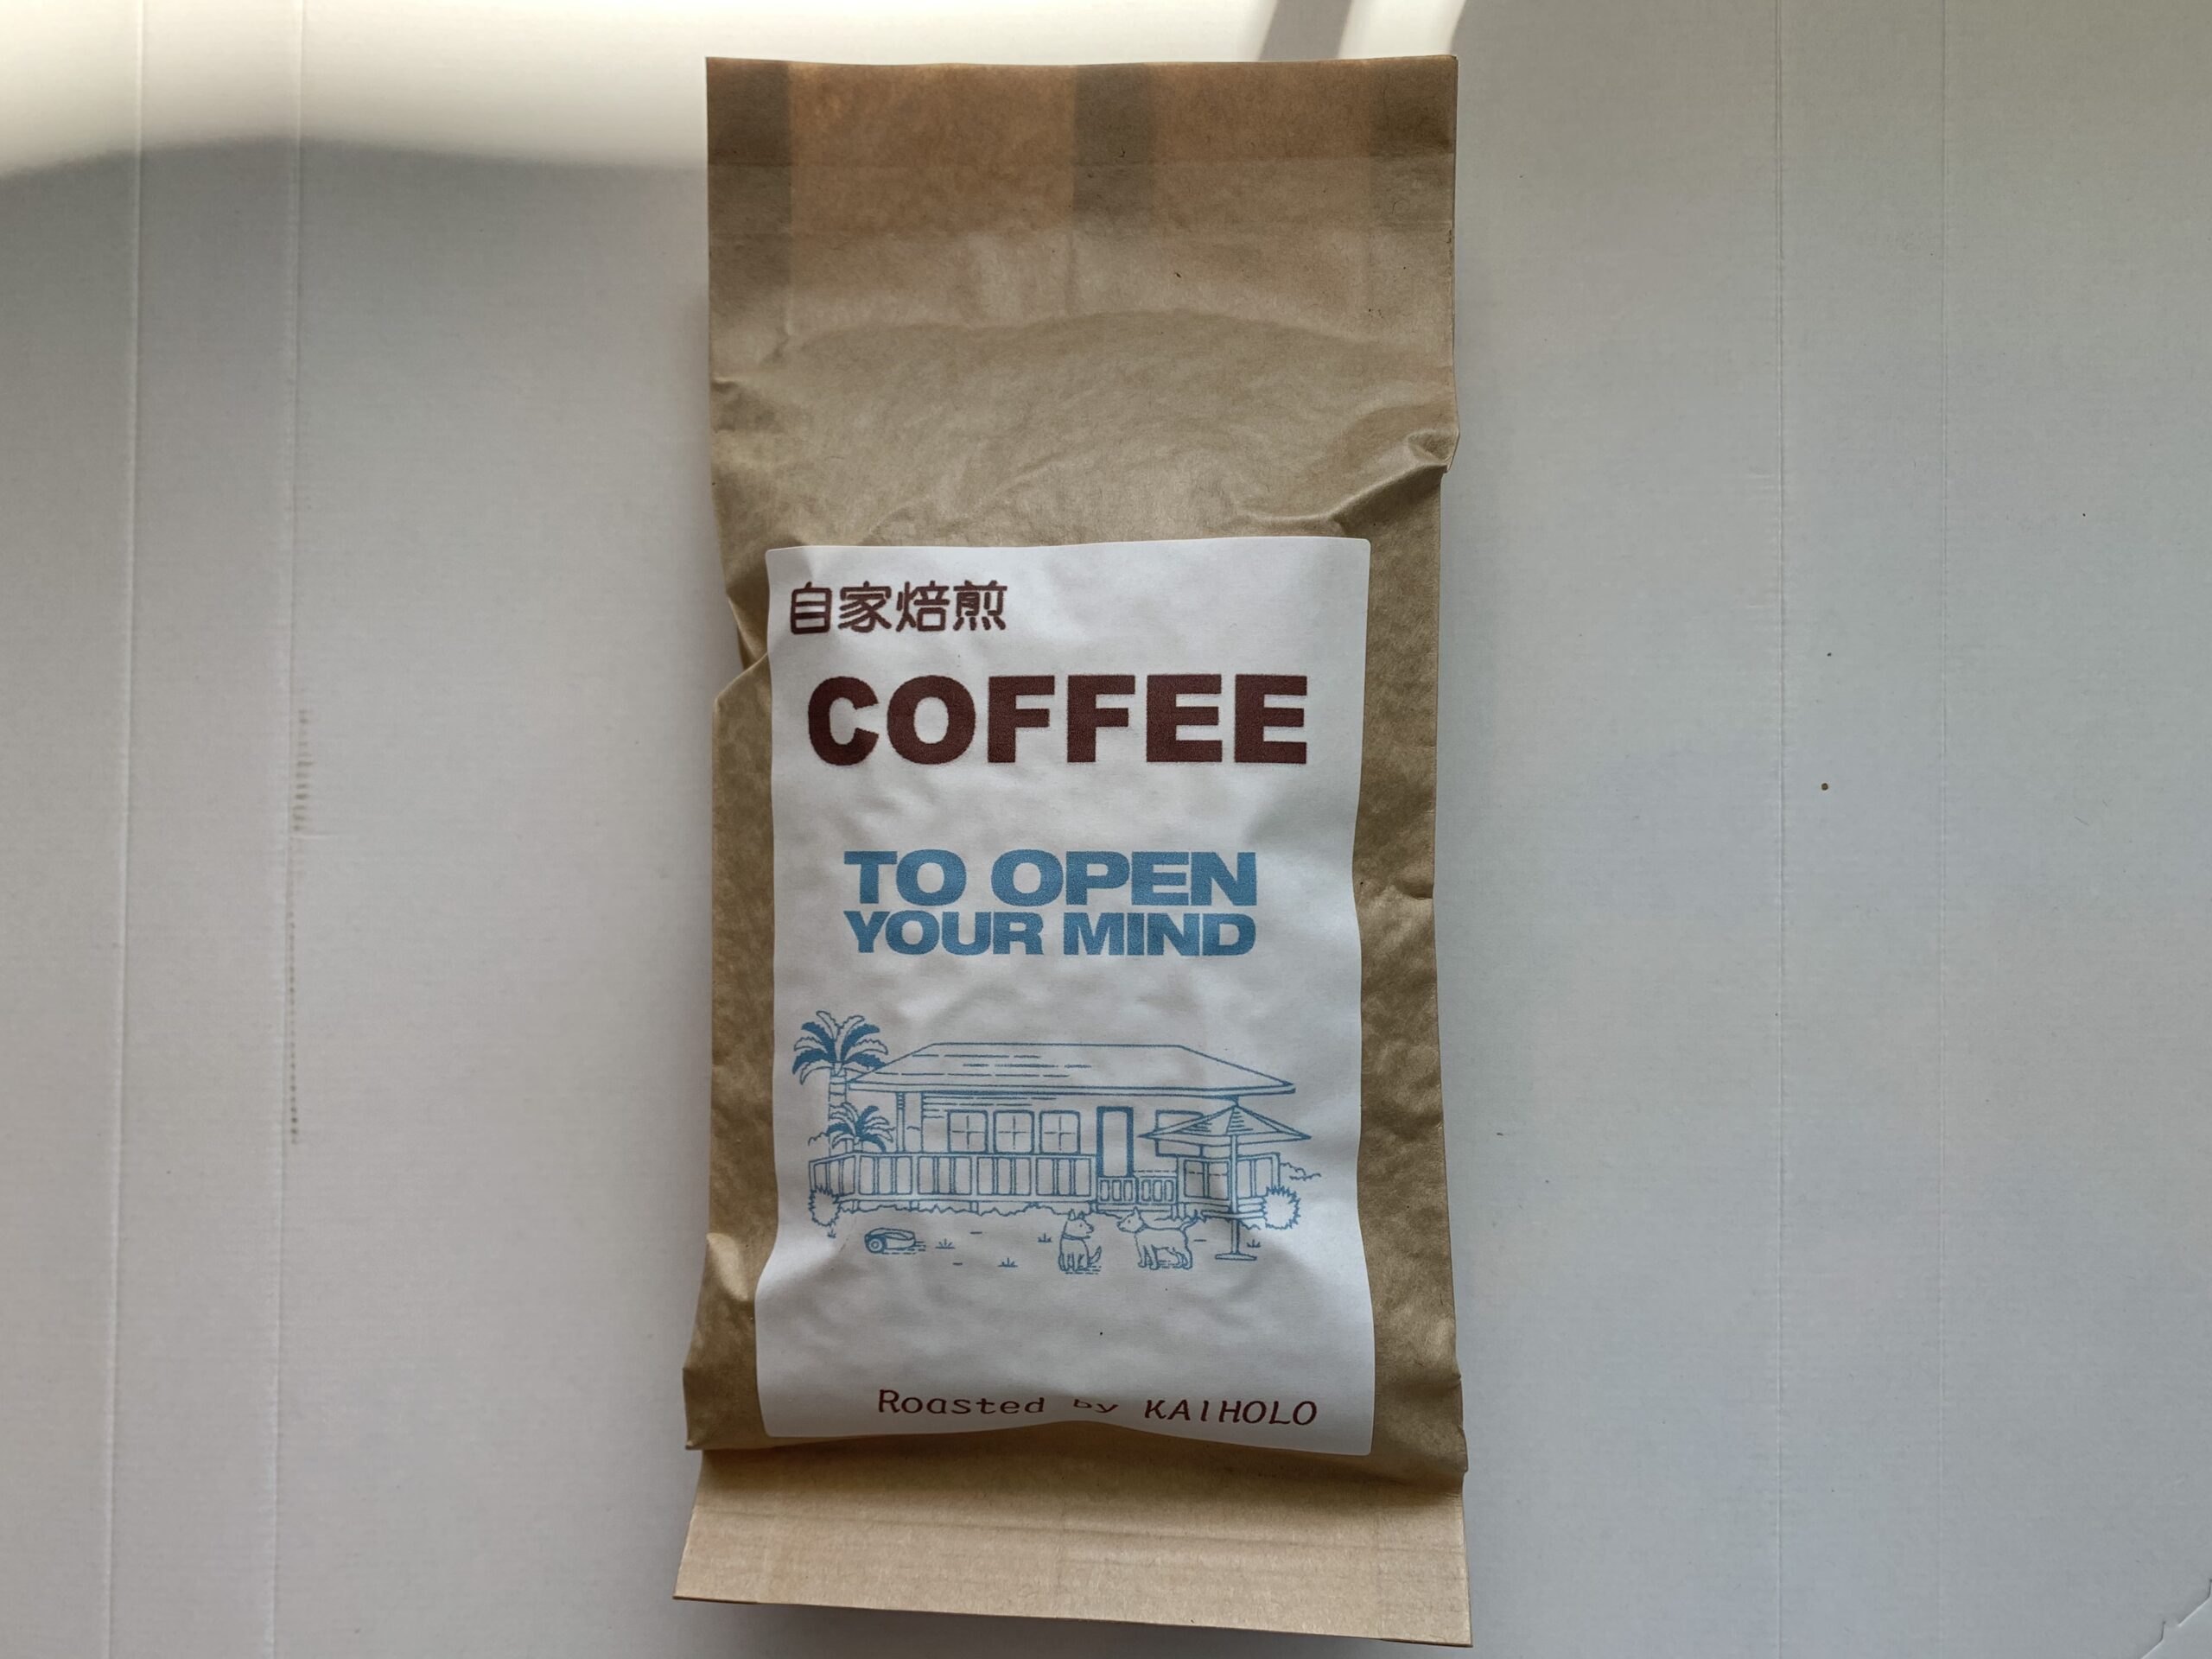 自家焙煎
COFFEE
TO OPEN
YOUR MIND
Roasted by KAIHOLO